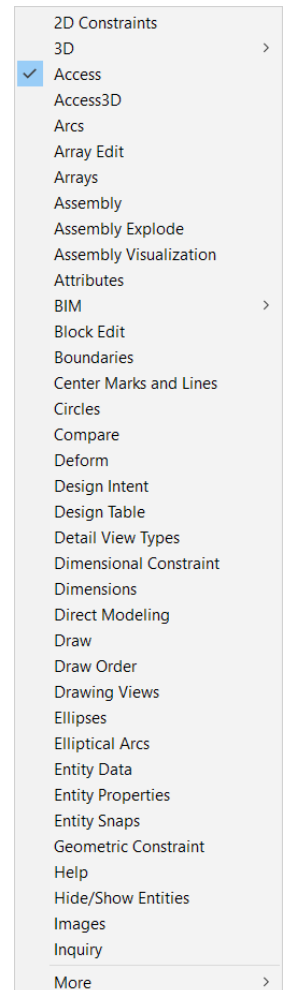 2D Constraints
3D
Access
Access3D
Arcs
Array Edit
Arrays
Assembly
Assembly Explode
Assembly Visualization
Attributes
BIM
Block Edit
Boundaries
Center Marks and Lines
Circles
Compare
Deform
Design Intent
Design Table
Detail View Types
Dimensional Constraint
Dimensions
Direct Modeling
Draw
Draw Order
Drawing Views
Ellipses
Elliptical Arcs
Entity Data
Entity Properties
Entity Snaps
Geometric Constraint
Help
Hide/Show Entities
Images
Inquiry
More